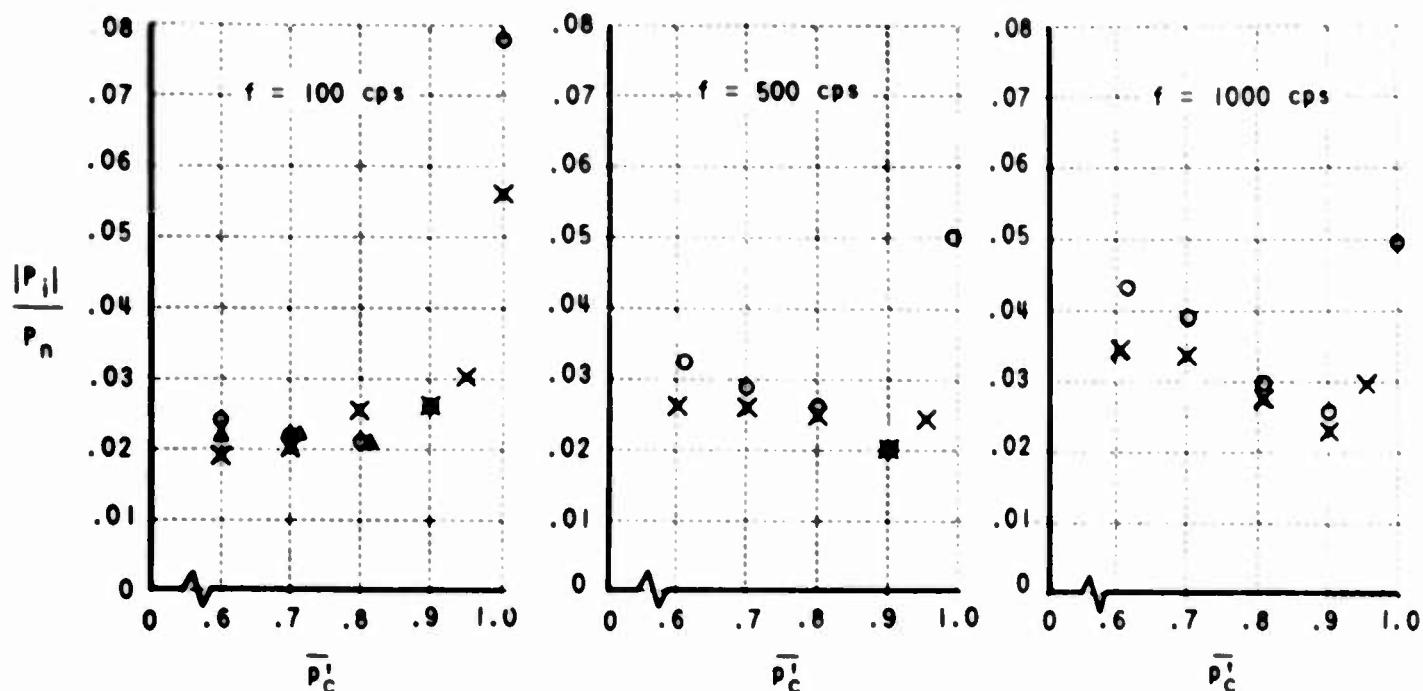 |P_i|
P_n
.08
.07
.06
.05
.04
.03
.02
.01
0
f = 100 cps
0 .6 .7 .8 .9 1.0
p̅'_c
.08
.07
.06
.05
.04
.03
.02
.01
0
f = 500 cps
0 .6 .7 .8 .9 1.0
p̅'_c
.08
.07
.06
.05
.04
.03
.02
.01
0
f = 1000 cps
0 .6 .7 .8 .9 1.0
p̅'_c